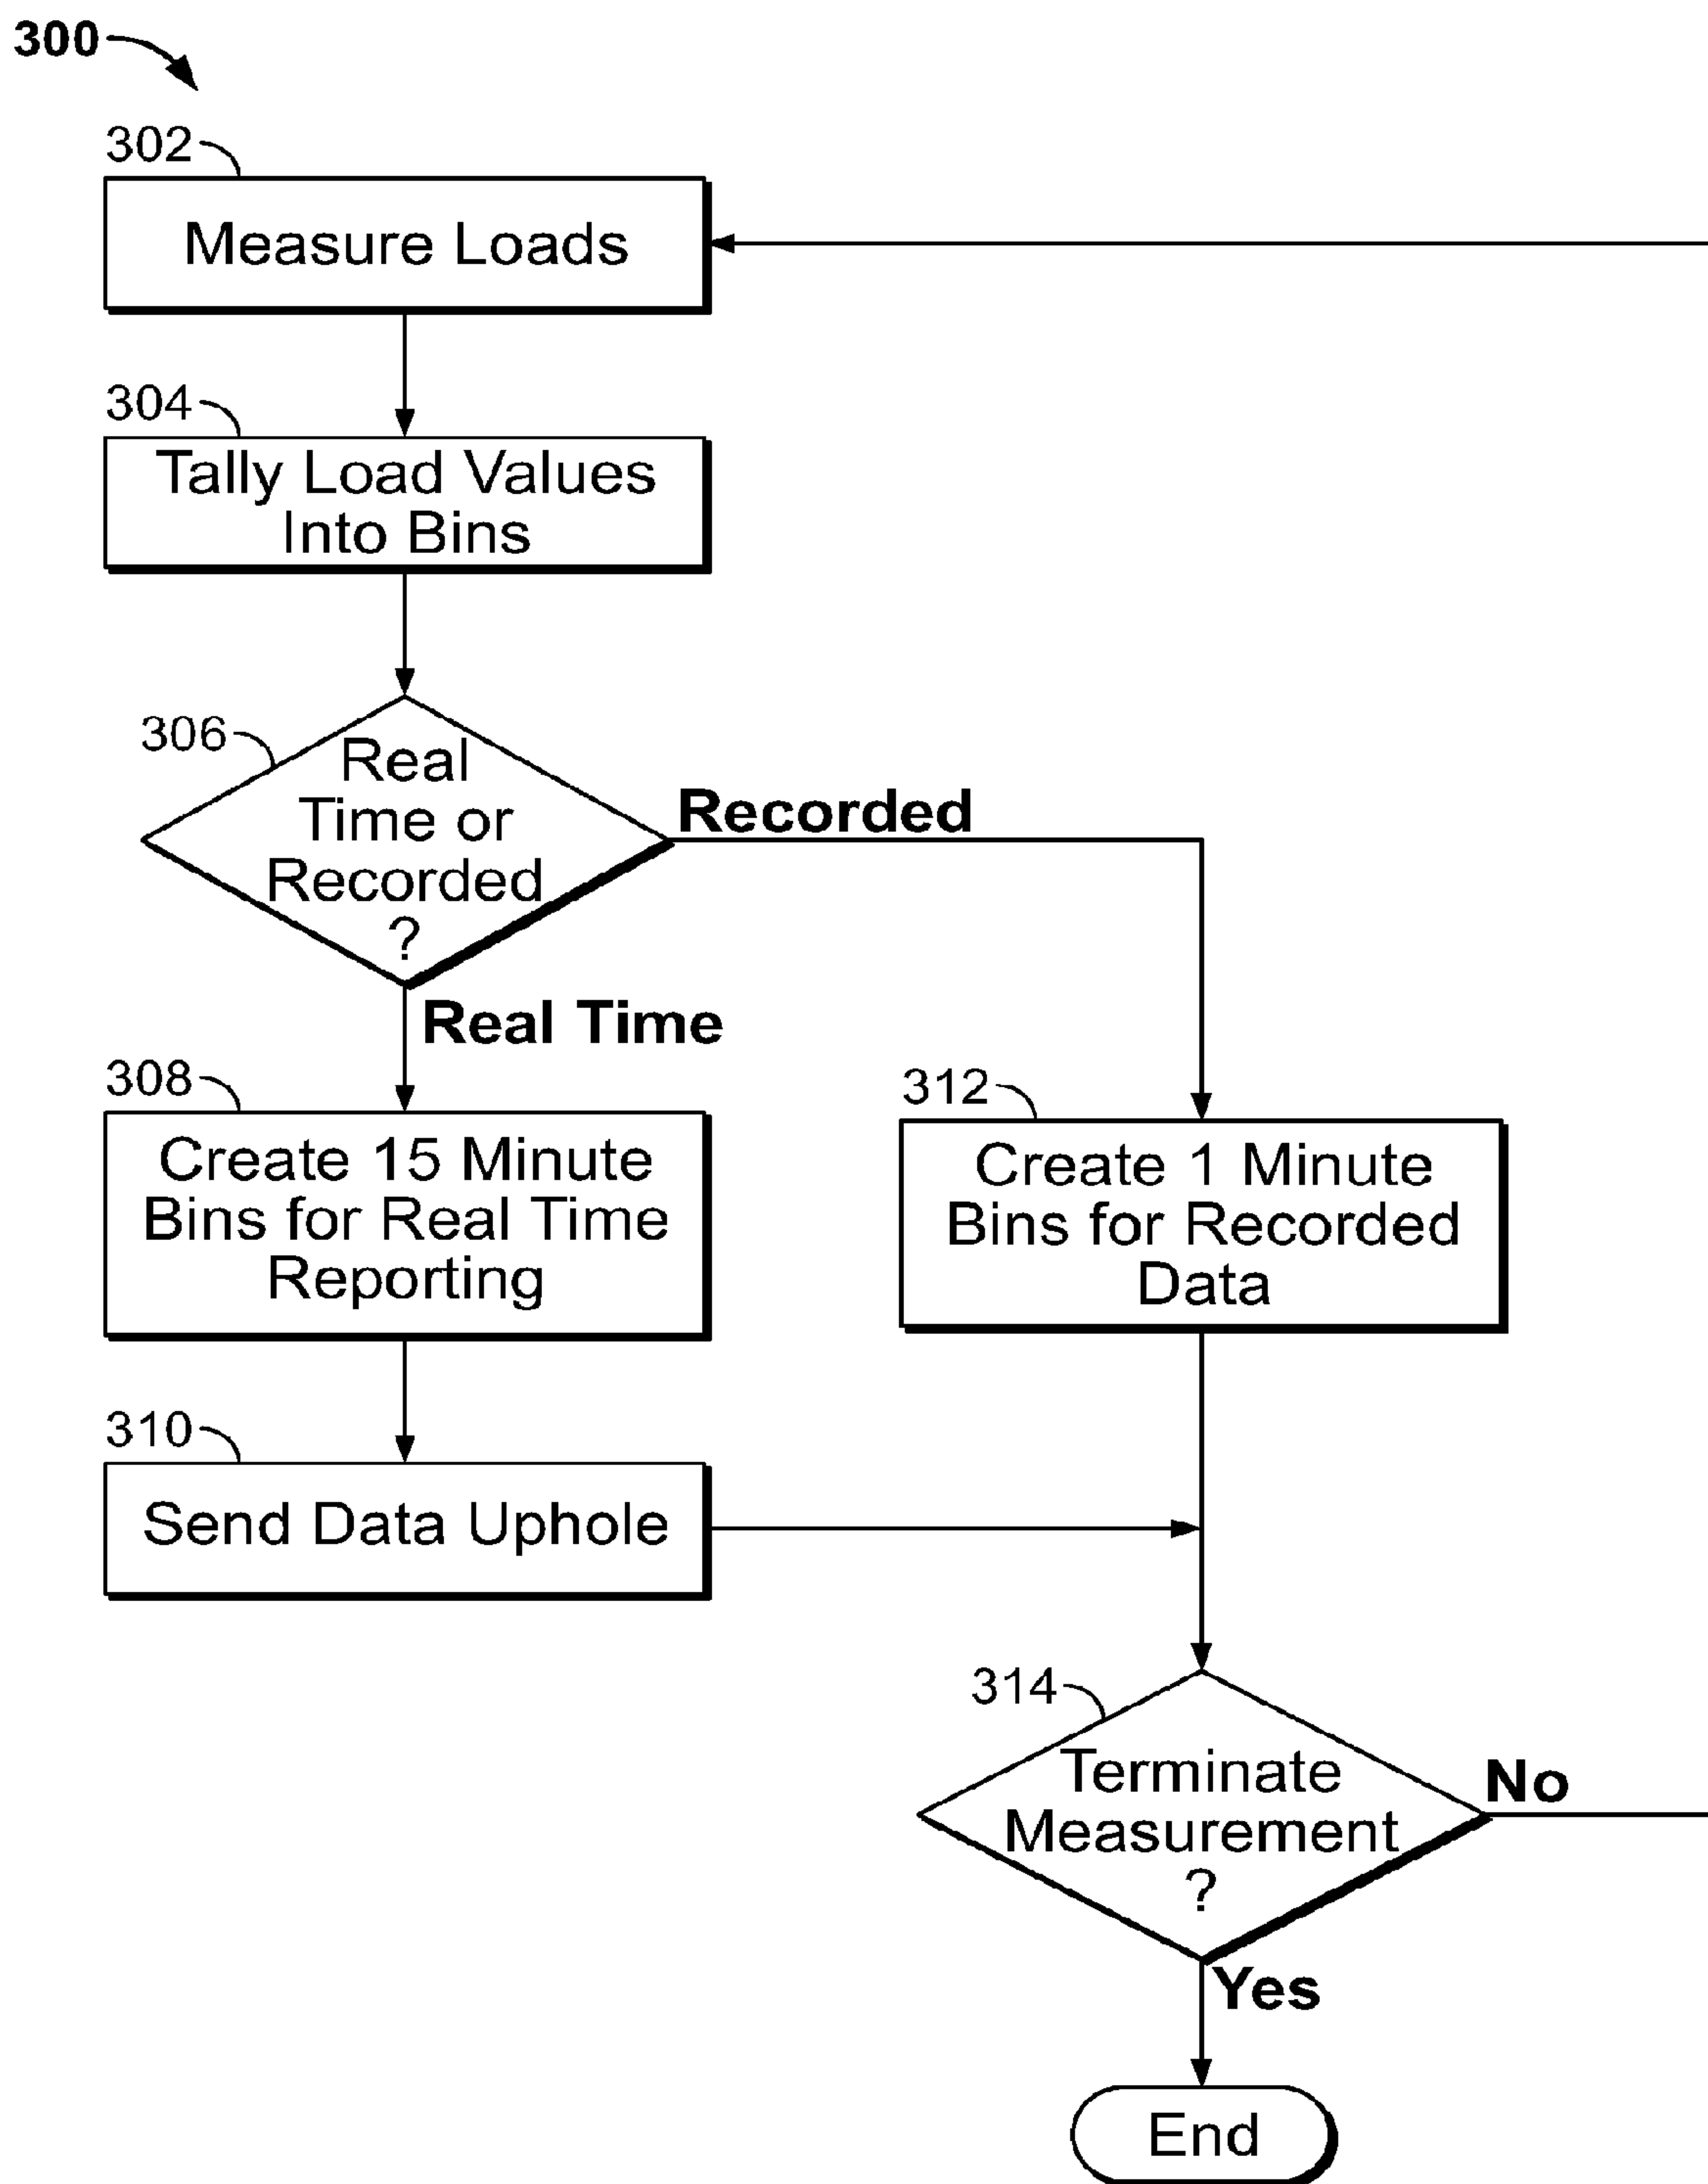 300
302
Measure Loads
304
Tally Load Values
Into Bins
306
Real
Time or
Recorded
?
Recorded
Real Time
308
Create 15 Minute
Bins for Real Time
Reporting
312
Create 1 Minute
Bins for Recorded
Data
310
Send Data Uphole
314
Terminate
Measurement
?
No
Yes
End